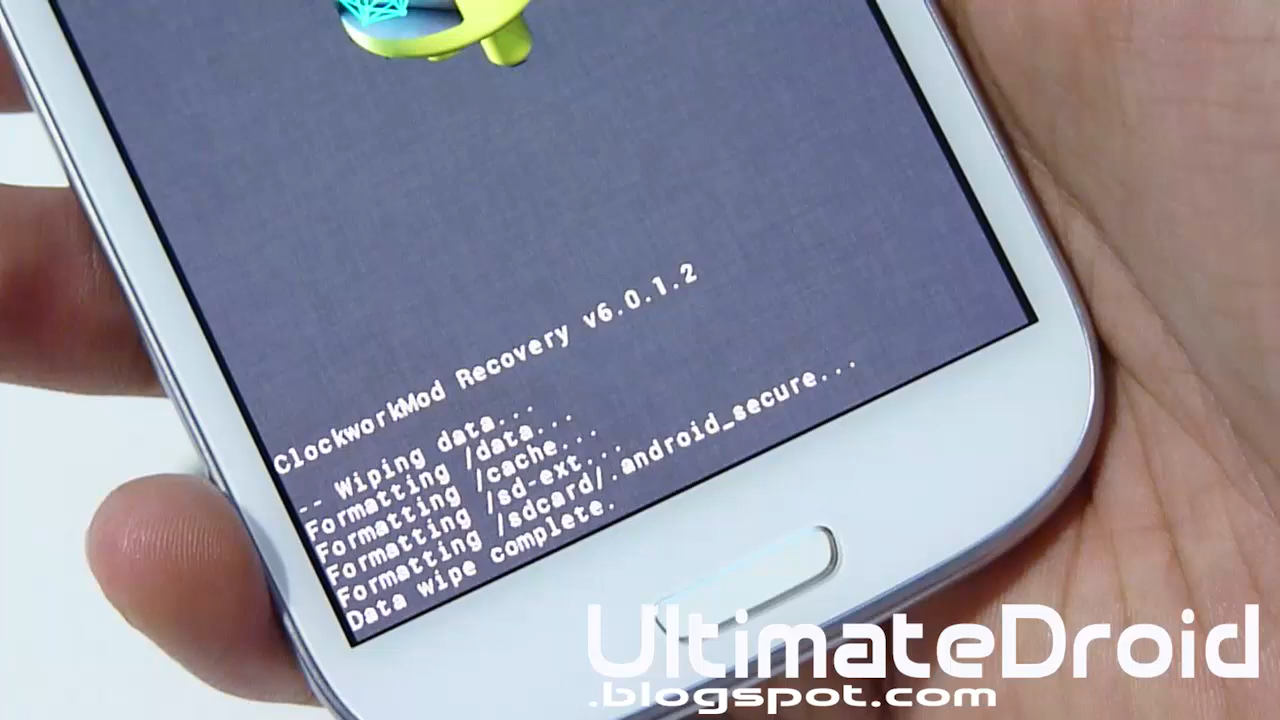 ClockworkMod Recovery v6.0.1.2
-- Wiping data...
Formatting /data...
Formatting /cache...
Formatting /sd-ext...
Formatting /sdcard/.android_secure...
Data wipe complete.
UltimateDroid
.blogspot.com